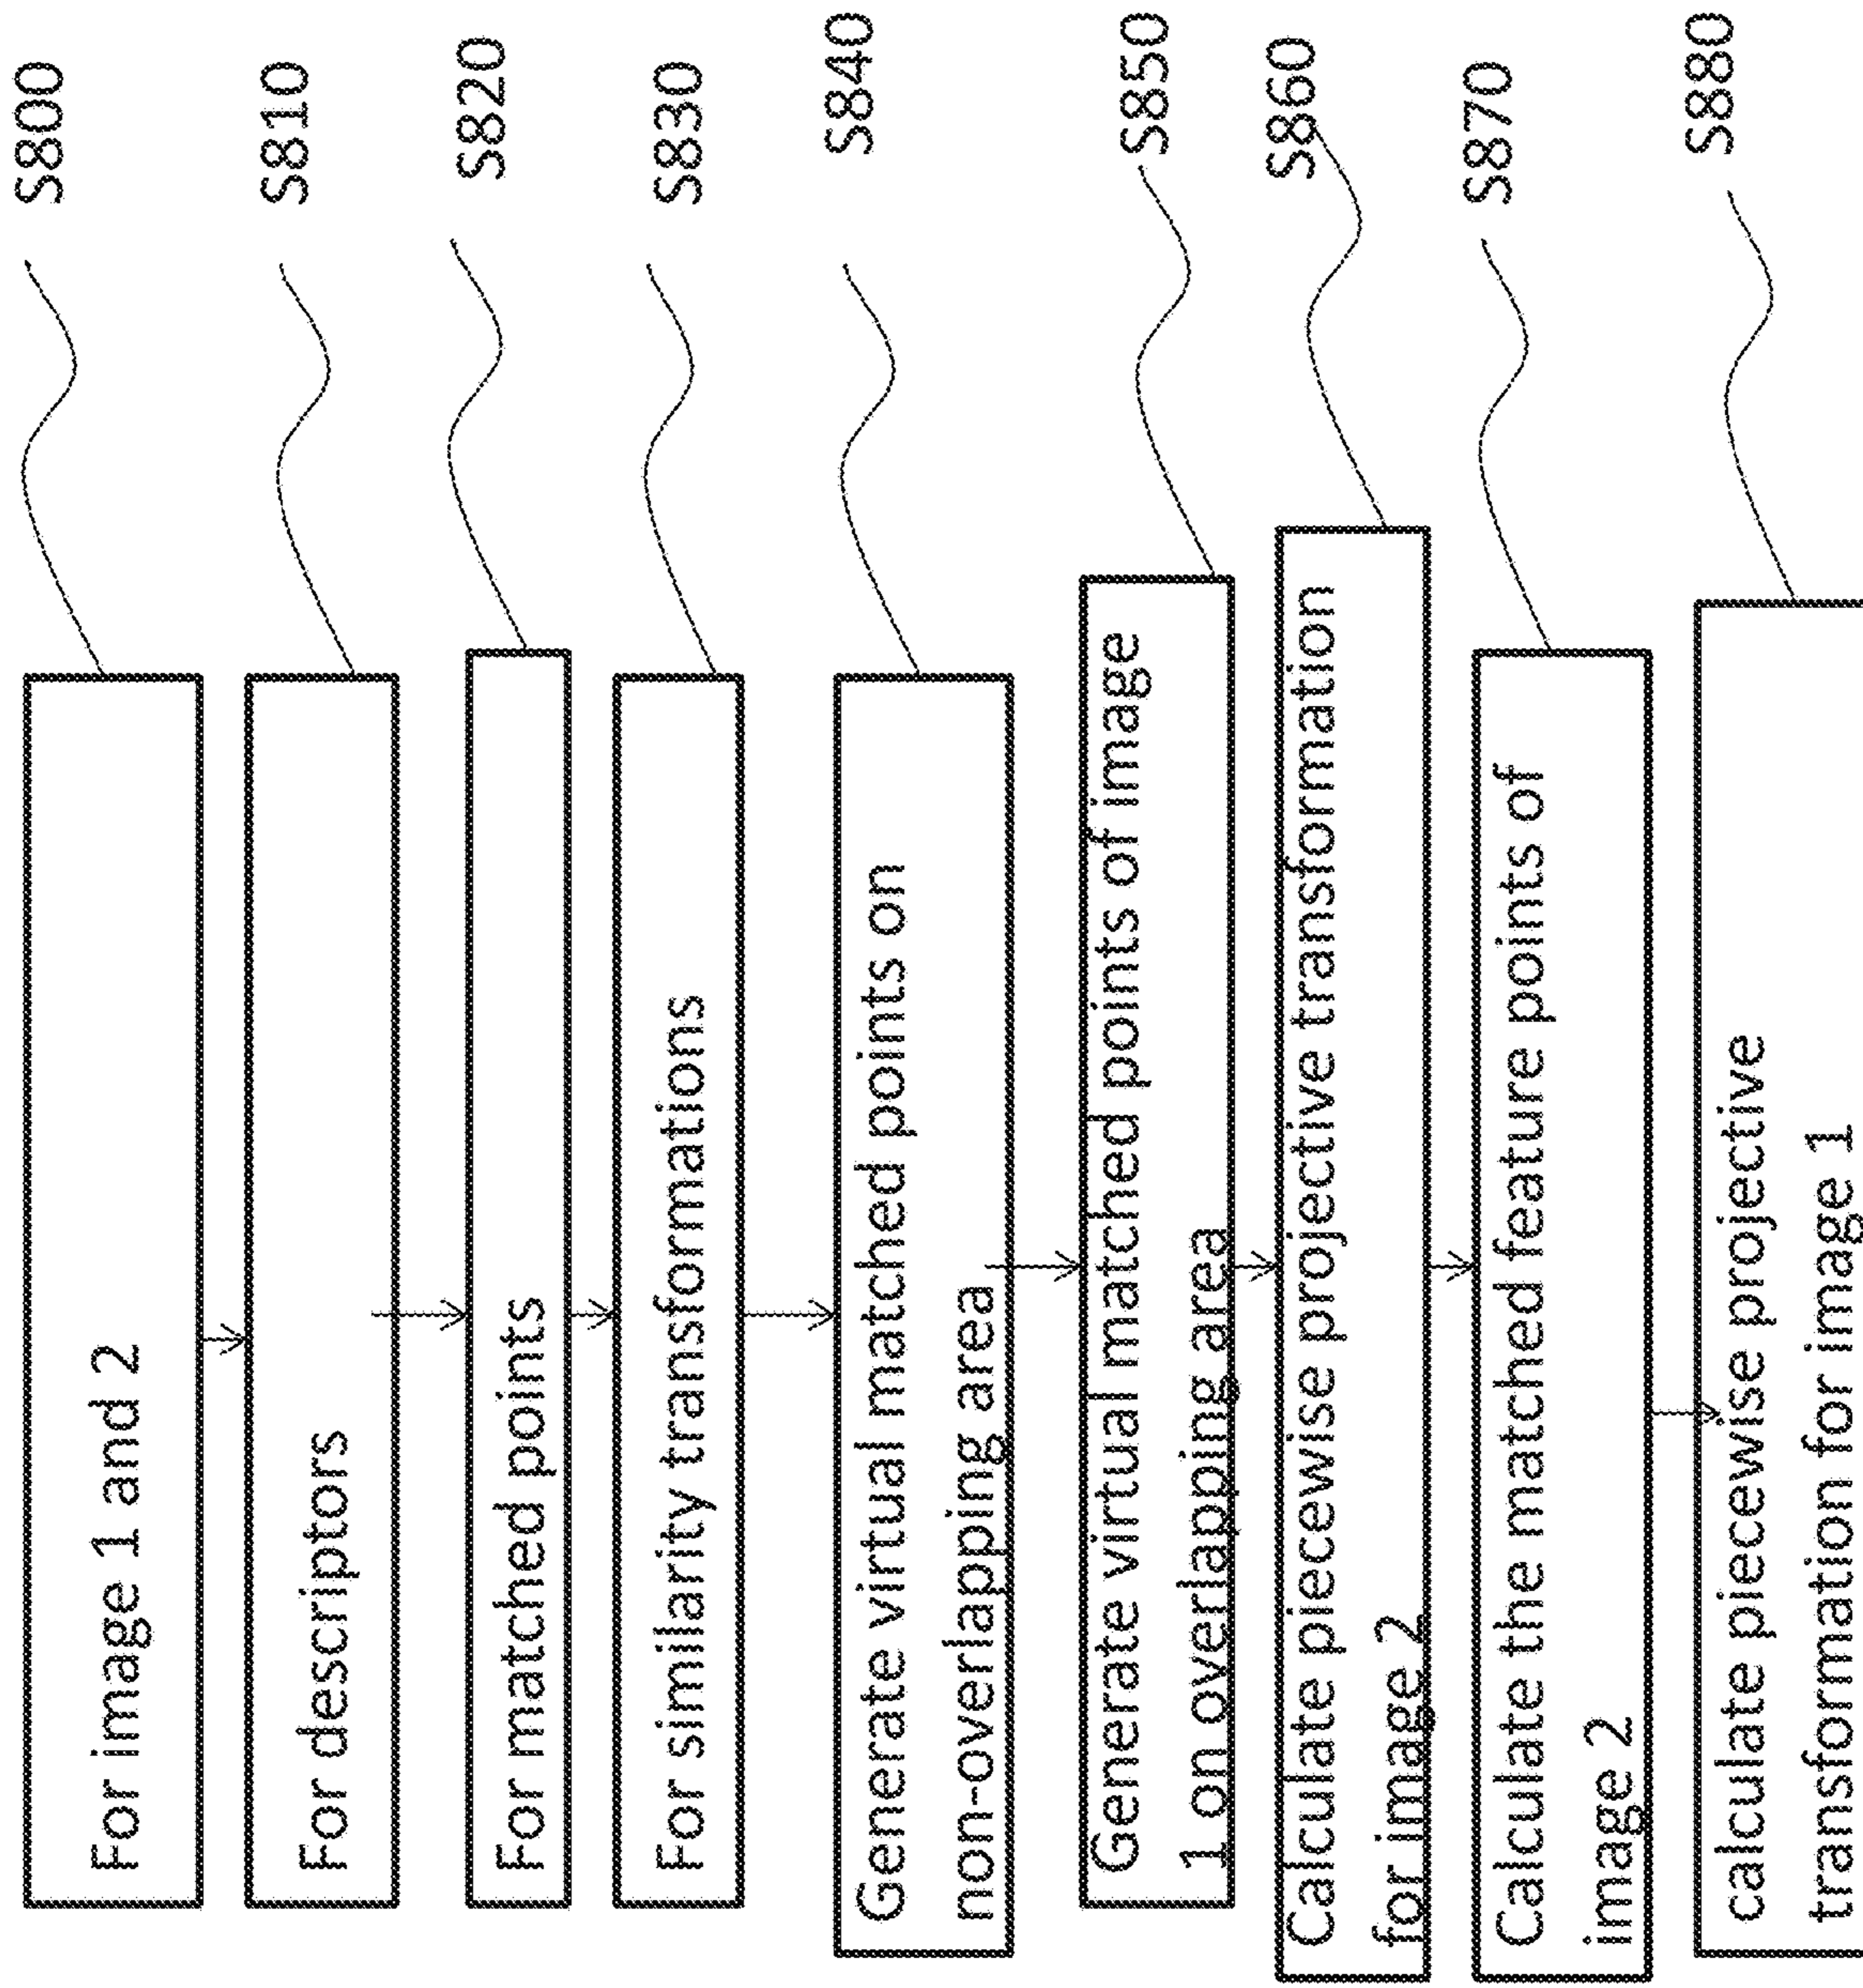 For image 1 and 2
S800
For descriptors
S810
For matched points
S820
For similarity transformations
S830
Generate virtual matched points on
non-overlapping area
S840
Generate virtual matched points of image
1 on overlapping area
S850
Calculate piecewise projective transformation
for image 2
S860
Calculate the matched feature points of
image 2
S870
calculate piecewise projective
transformation for image 1
S880